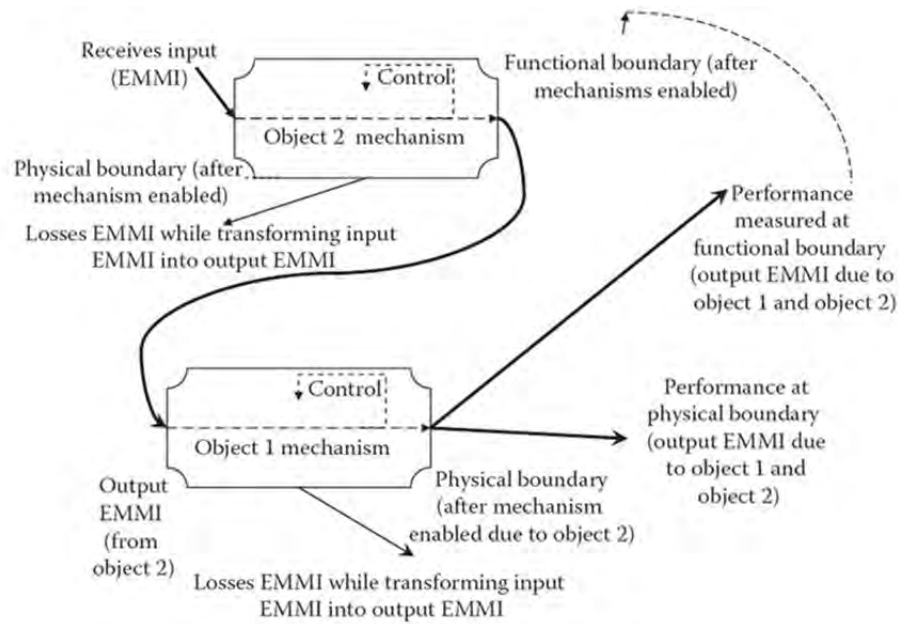 Receives input
(EMMI)
Control
Object 2 mechanism
Functional boundary (after
mechanisms enabled)
Physical boundary (after
mechanism enabled)
Losses EMMI while transforming input
EMMI into output EMMI
Performance
measured at
functional boundary
(output EMMI due to
object 1 and object 2)
Control
Object 1 mechanism
Performance at
physical boundary
(output EMMI due
to object 1 and
object 2)
Output
EMMI
(from
object 2)
Physical boundary
(after mechanism
enabled due to object 2)
Losses EMMI while transforming input
EMMI into output EMMI